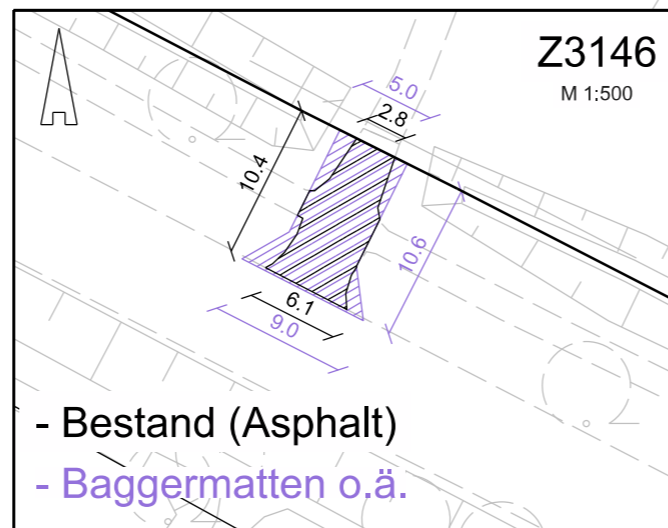 Z3146
M 1:500
5.0
2.8
10.4
10.6
6.1
9.0
- Bestand (Asphalt)
- Baggermatten o.ä.